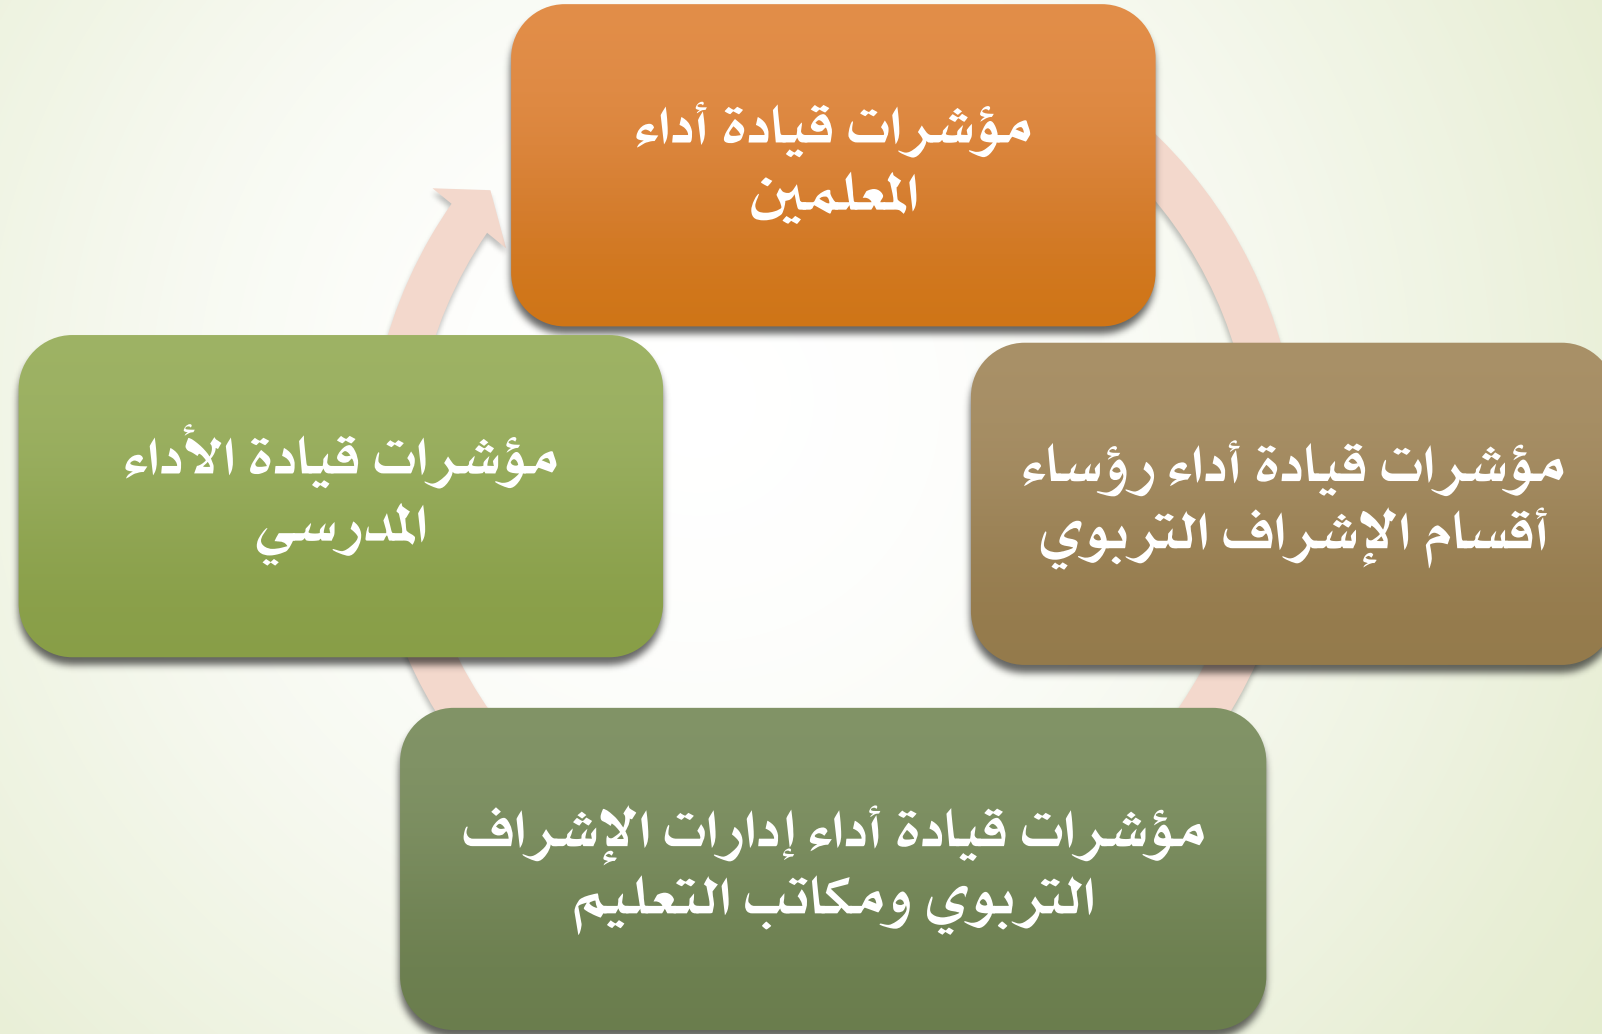 مؤشرات قيادة أداء
المعلمين
مؤشرات قيادة أداء رؤساء
أقسام الإشراف التربوي
مؤشرات قيادة أداء إدارات الإشراف
التربوي ومكاتب التعليم
مؤشرات قيادة الأداء
المدرسي